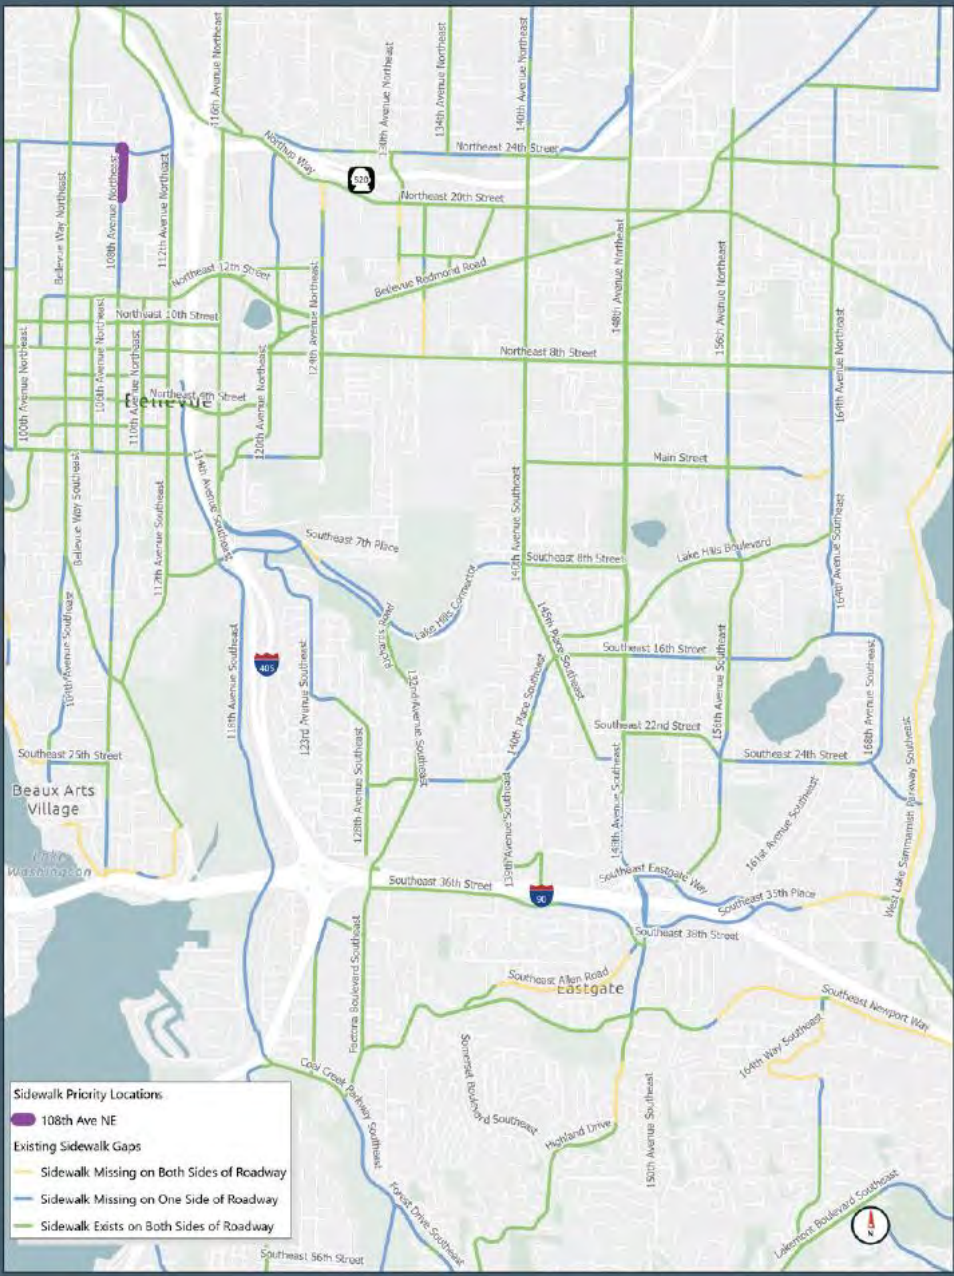 116th Avenue Northeast
130th Avenue Northeast
134th Avenue Northeast
140th Avenue Northeast
Northup Way
Northeast 24th Street
520
Northeast 20th Street
Bellevue Way Northeast
108th Avenue Northeast
112th Avenue Northeast
Northeast 12th Street
Bellevue Redmond Road
148th Avenue Northeast
156th Avenue Northeast
164th Avenue Northeast
124th Avenue Northeast
Northeast 10th Street
100th Avenue Northeast
106th Avenue Northeast
110th Avenue Northeast
Northeast 8th Street
Northeast 4th Street
Bellevue
120th Avenue Northeast
Main Street
Bellevue Way Southeast
112th Avenue Southeast
114th Avenue Southeast
Southeast 7th Place
140th Avenue Southeast
Southeast 8th Street
Lake Hills Boulevard
164th Avenue Southeast
Lake Hills Connector
Richards Road
145th Place Southeast
Southeast 16th Street
104th Avenue Southeast
118th Avenue Southeast
405
123rd Avenue Southeast
132nd Avenue Southeast
140th Place Southeast
156th Avenue Southeast
168th Avenue Southeast
Southeast 22nd Street
Southeast 24th Street
Southeast 25th Street
Beaux Arts
Village
128th Avenue Southeast
139th Avenue Southeast
148th Avenue Southeast
161st Avenue Southeast
West Lake Sammamish Parkway Southeast
Lake
Washington
Southeast 36th Street
90
Southeast Eastgate Way
Southeast 35th Place
Southeast 38th Street
Factoria Boulevard Southeast
Southeast Allen Road
Eastgate
Southeast Newport Way
164th Way Southeast
Coal Creek Parkway Southeast
Somerset Boulevard Southeast
Highland Drive
150th Avenue Southeast
Forest Drive Southeast
Lakemont Boulevard Southeast
Southeast 56th Street
N
Sidewalk Priority Locations
108th Ave NE
Existing Sidewalk Gaps
Sidewalk Missing on Both Sides of Roadway
Sidewalk Missing on One Side of Roadway
Sidewalk Exists on Both Sides of Roadway